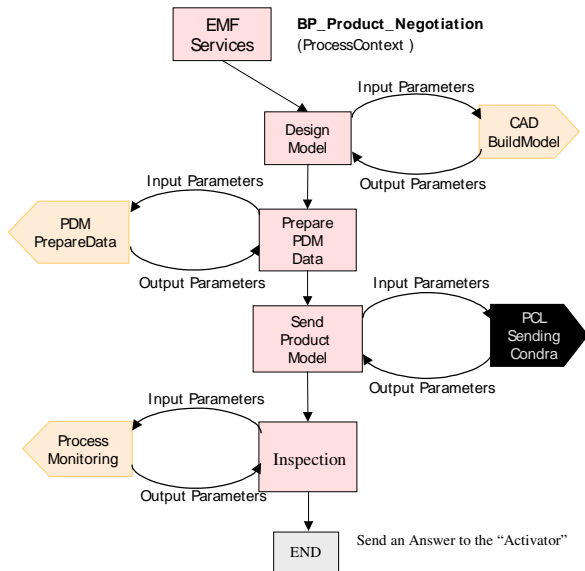 EMF
Services
BP_Product_Negotiation
(ProcessContext )
Input Parameters
Design
Model
CAD
BuildModel
Output Parameters
Input Parameters
PDM
PrepareData
Prepare
PDM
Data
Output Parameters
Input Parameters
Send
Product
Model
PCL
Sending
Condra
Output Parameters
Input Parameters
Process
Monitoring
Inspection
Output Parameters
END
Send an Answer to the “Activator”